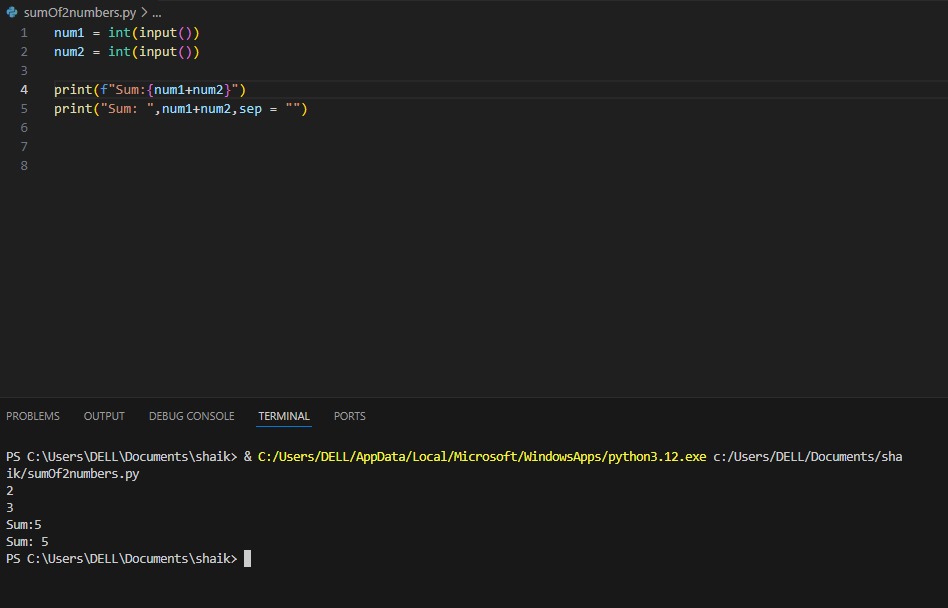 sumOf2numbers.py > ...
1 num1 = int(input())
2 num2 = int(input())
3
4 print(f"Sum:{num1+num2}")
5 print("Sum: ",num1+num2,sep = "")
6
7
8
PROBLEMS OUTPUT DEBUG CONSOLE TERMINAL PORTS
PS C:\Users\DELL\Documents\shaik> & C:/Users/DELL/AppData/Local/Microsoft/WindowsApps/python3.12.exe c:/Users/DELL/Documents/sha
ik/sumOf2numbers.py
2
3
Sum:5
Sum: 5
PS C:\Users\DELL\Documents\shaik>